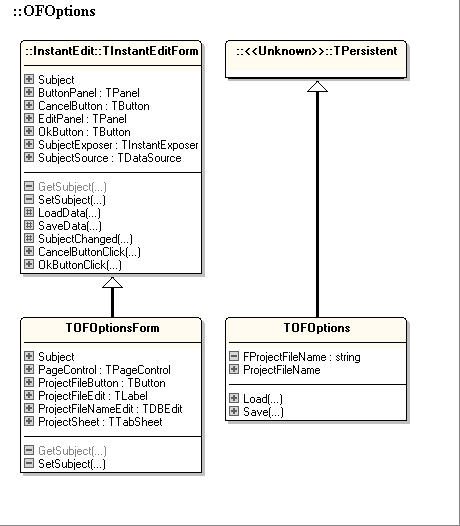 ::OFOptions
::InstantEdit::TInstantEditForm
Subject
ButtonPanel : TPanel
CancelButton : TButton
EditPanel : TPanel
OkButton : TButton
SubjectExposer : TInstantExposer
SubjectSource : TDataSource
GetSubject(...)
SetSubject(...)
LoadData(...)
SaveData(...)
SubjectChanged(...)
CancelButtonClick(...)
OkButtonClick(...)
::<<Unknown>>::TPersistent
TOFOptionsForm
Subject
PageControl : TPageControl
ProjectFileButton : TButton
ProjectFileEdit : TLabel
ProjectFileNameEdit : TDBEdit
ProjectSheet : TTabSheet
GetSubject(...)
SetSubject(...)
TOFOptions
FProjectFileName : string
ProjectFileName
Load(...)
Save(...)